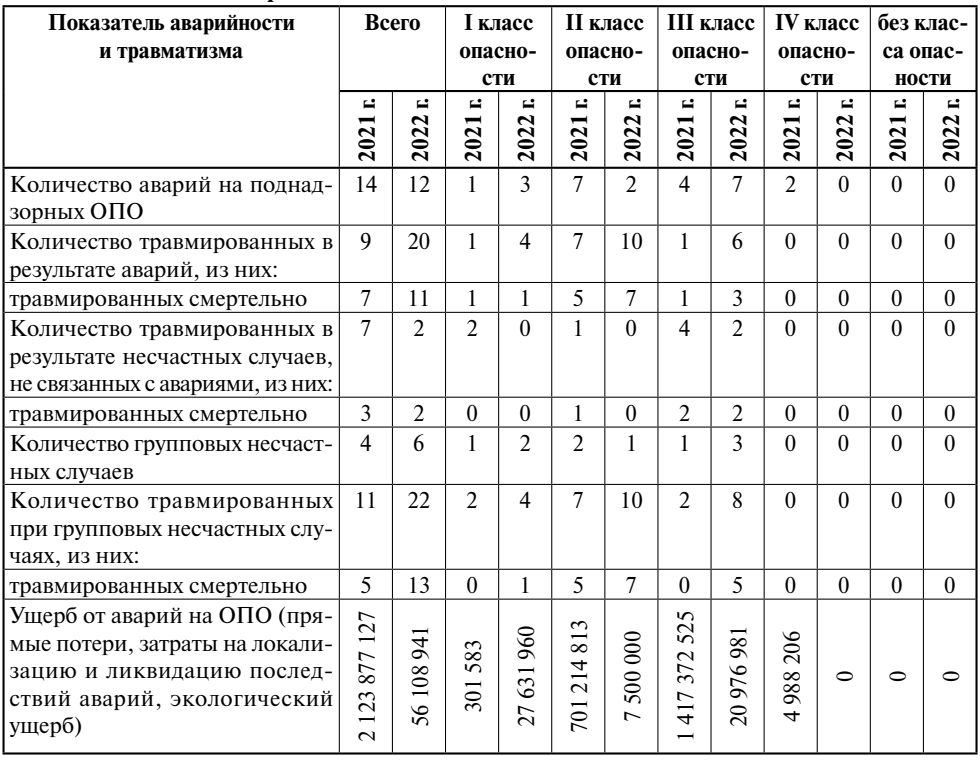 Показатель аварийности и травматизма | Всего | I класс опасно-сти | II класс опасно-сти | III класс опасно-сти | IV класс опасно-сти | без клас-са опас-ности
2021 г. | 2022 г. | 2021 г. | 2022 г. | 2021 г. | 2022 г. | 2021 г. | 2022 г. | 2021 г. | 2022 г. | 2021 г. | 2022 г.
Количество аварий на поднад- | 14 | 12 | 1 | 3 | 7 | 2 | 4 | 7 | 2 | 0 | 0 | 0
зорных ОПО
Количество травмированных в | 9 | 20 | 1 | 4 | 7 | 10 | 1 | 6 | 0 | 0 | 0 | 0
результате аварий, из них:
травмированных смертельно | 7 | 11 | 1 | 1 | 5 | 7 | 1 | 3 | 0 | 0 | 0 | 0
Количество травмированных в | 7 | 2 | 2 | 0 | 1 | 0 | 4 | 2 | 0 | 0 | 0 | 0
результате несчастных случаев,
не связанных с авариями, из них:
травмированных смертельно | 3 | 2 | 0 | 0 | 1 | 0 | 2 | 2 | 0 | 0 | 0 | 0
Количество групповых несчаст- | 4 | 6 | 1 | 2 | 2 | 1 | 1 | 3 | 0 | 0 | 0 | 0
ных случаев
Количество травмированных | 11 | 22 | 2 | 4 | 7 | 10 | 2 | 8 | 0 | 0 | 0 | 0
при групповых несчастных слу-
чаях, из них:
травмированных смертельно | 5 | 13 | 0 | 1 | 5 | 7 | 0 | 5 | 0 | 0 | 0 | 0
Ущерб от аварий на ОПО (пря- | 2 123 877 127 | 56 108 941 | 301 583 | 27 631 960 | 701 214 813 | 7 500 000 | 1 417 372 525 | 20 976 981 | 4 988 206 | 0 | 0 | 0
мые потери, затраты на локали-
зацию и ликвидацию послед-
ствий аварий, экологический
ущерб)